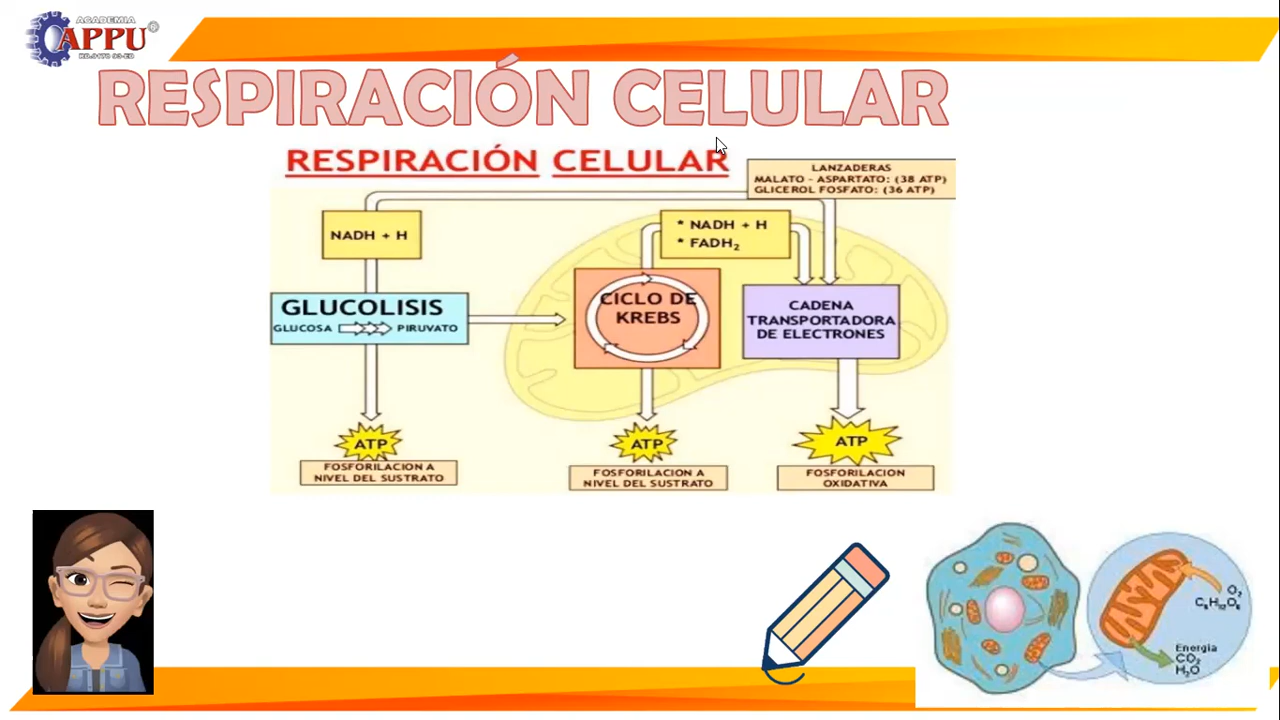 ACADEMIA
APPU®
RESPIRACIÓN CELULAR
RESPIRACIÓN CELULAR
LANZADERAS
MALATO - ASPARTATO: (38 ATP)
GLICEROL FOSFATO: (36 ATP)
NADH + H
* NADH + H
* FADH₂
GLUCOLISIS
GLUCOSA PIRUVATO
CICLO DE
KREBS
CADENA
TRANSPORTADORA
DE ELECTRONES
ATP
ATP
ATP
FOSFORILACION A
NIVEL DEL SUSTRATO
FOSFORILACION A
NIVEL DEL SUSTRATO
FOSFORILACION
OXIDATIVA
O₂
C₆H₁₂O₆
Energía
CO₂
H₂O